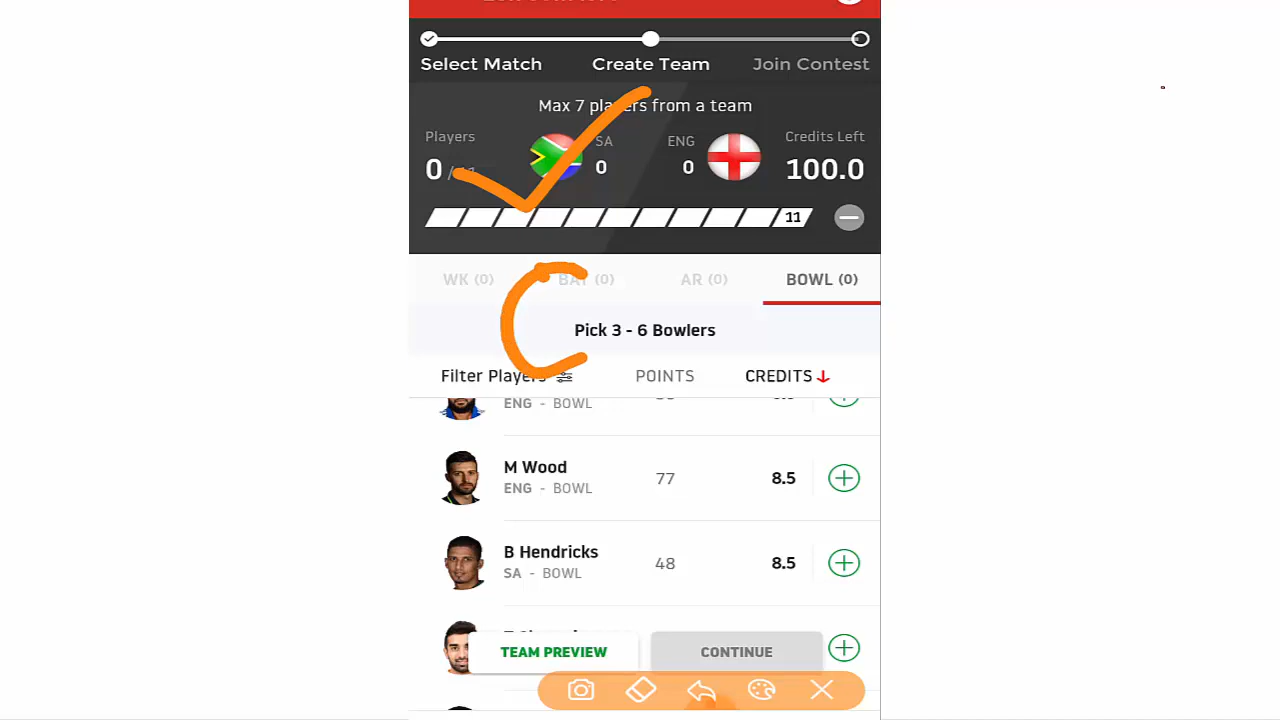 Select Match Create Team Join Contest
Max 7 players from a team
Players SA ENG Credits Left
0 0 0 100.0
11
WK (0) BAT (0) AR (0) BOWL (0)
Pick 3 - 6 Bowlers
Filter Players POINTS CREDITS
ENG - BOWL
M Wood
77 8.5
ENG - BOWL
B Hendricks
48 8.5
SA - BOWL
TEAM PREVIEW CONTINUE